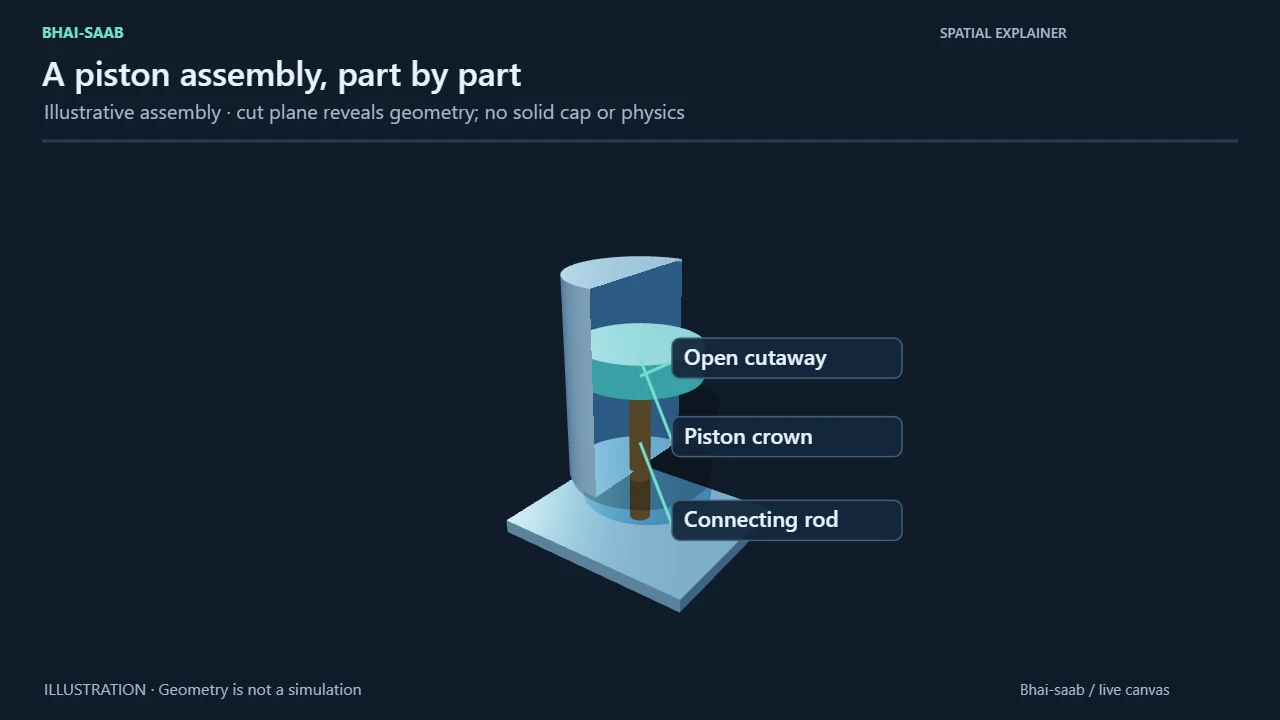 BHAI-SAAB
SPATIAL EXPLAINER
A piston assembly, part by part
Illustrative assembly · cut plane reveals geometry; no solid cap or physics
Open cutaway
Piston crown
Connecting rod
ILLUSTRATION · Geometry is not a simulation
Bhai-saab / live canvas